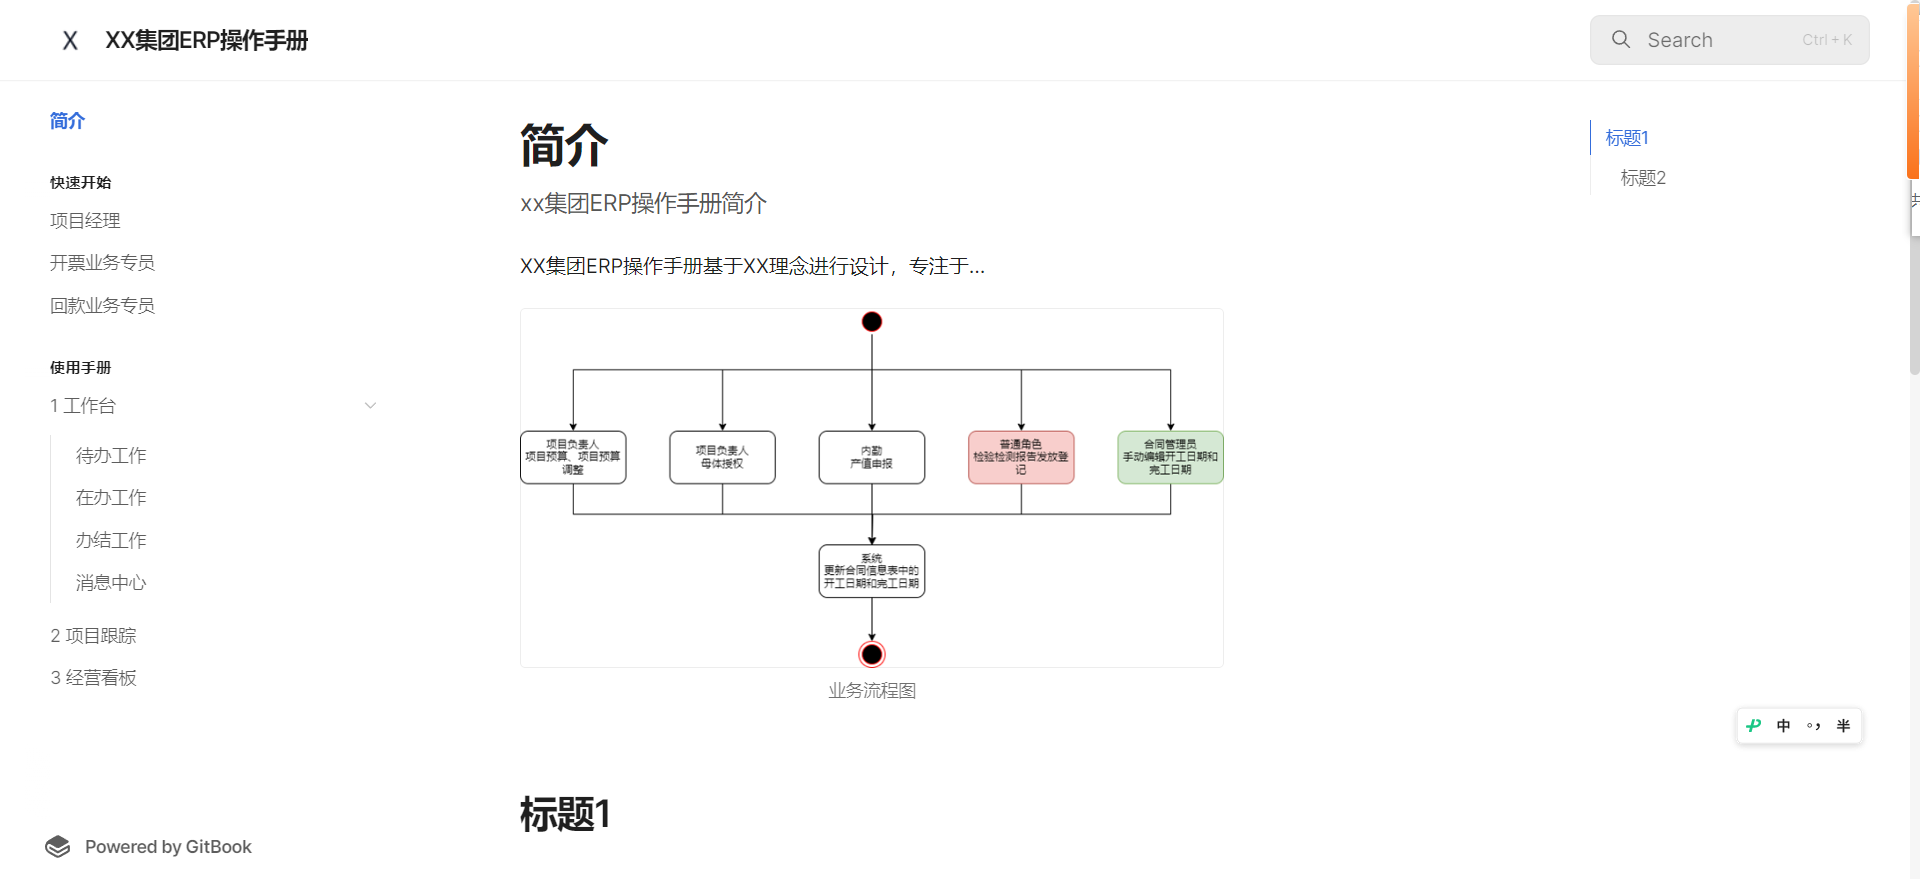 X XX集团ERP操作手册
Search Ctrl + K
简介
快速开始
项目经理
开票业务专员
回款业务专员
使用手册
1 工作台
待办工作
在办工作
办结工作
消息中心
2 项目跟踪
3 经营看板
Powered by GitBook
简介
xx集团ERP操作手册简介
XX集团ERP操作手册基于XX理念进行设计，专注于...
项目负责人
项目预算、项目预算
调整
项目负责人
母体授权
内勤
产值申报
普通角色
检验检测报告发放登
记
合同管理员
手动编辑开工日期和
完工日期
系统
更新合同信息表中的
开工日期和完工日期
业务流程图
标题1
标题1
标题2
中 °, 半